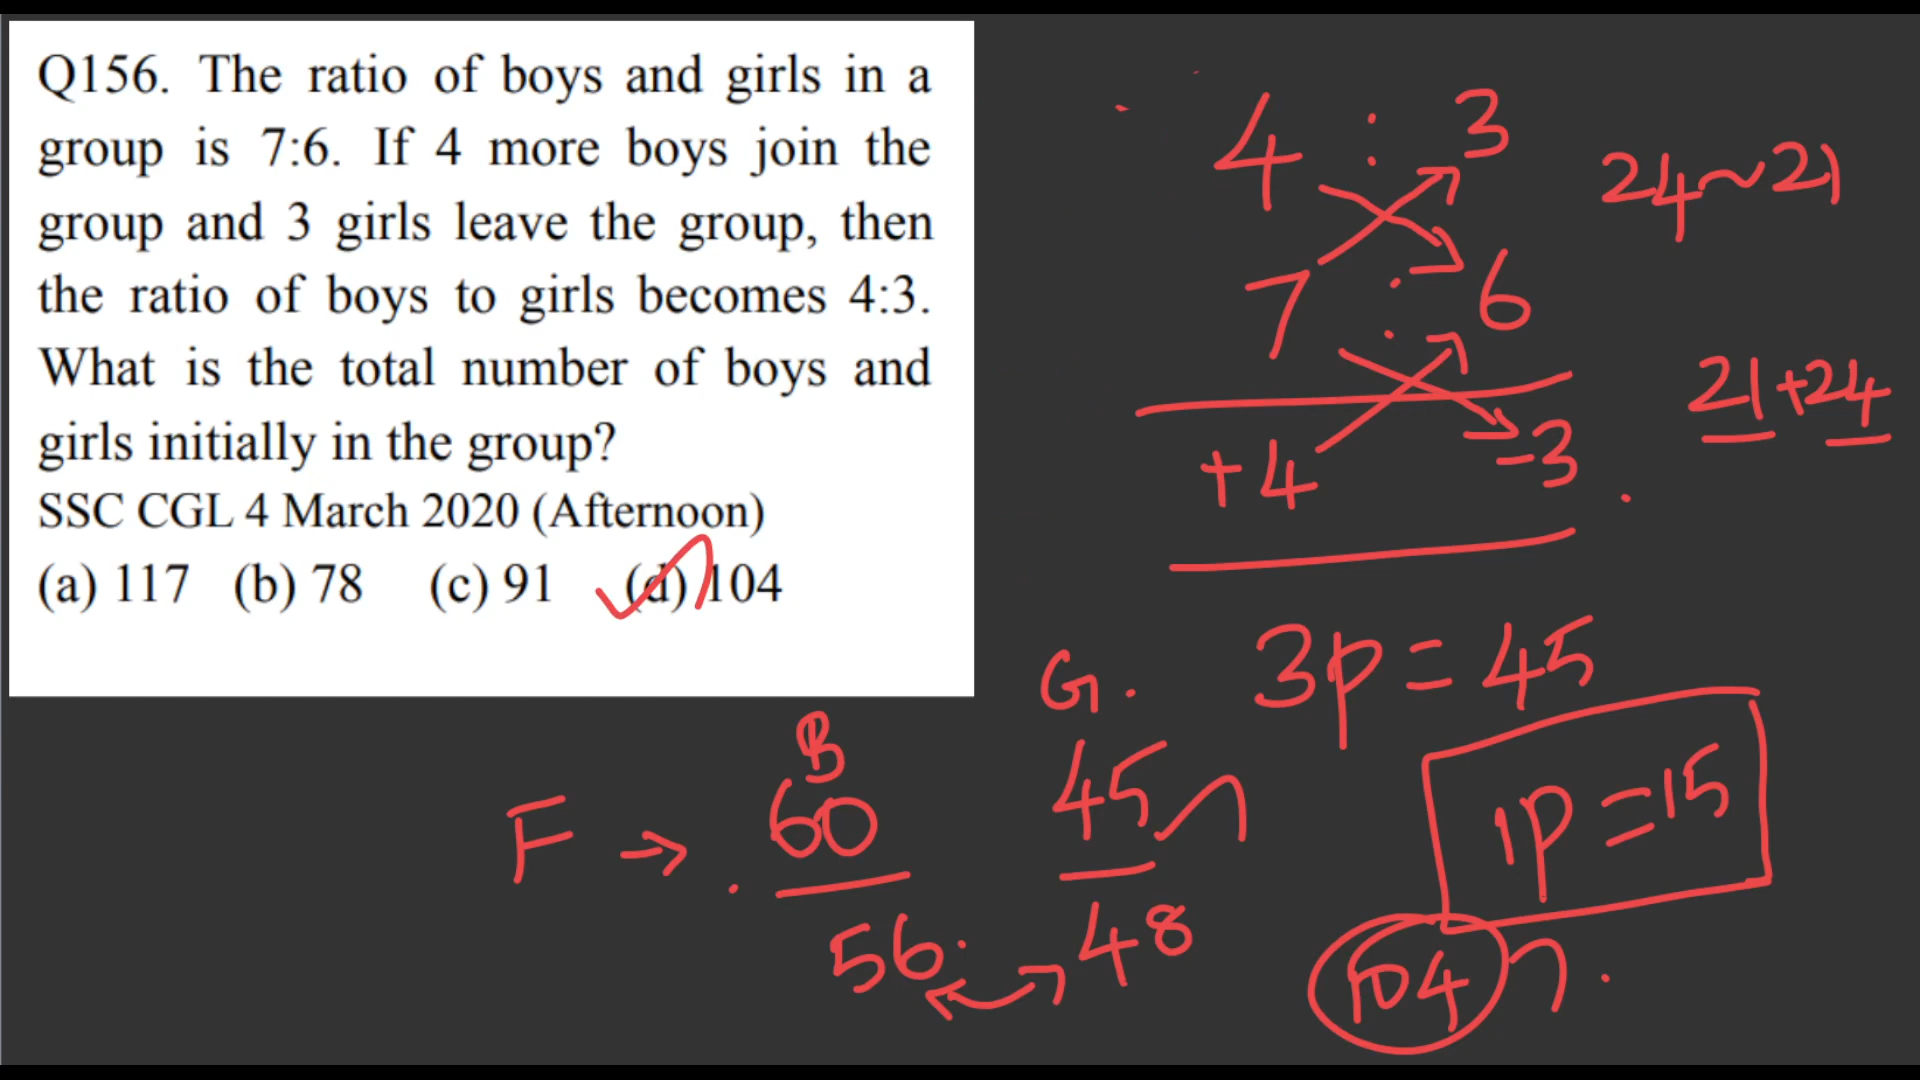 Q156. The ratio of boys and girls in a
group is 7:6. If 4 more boys join the
group and 3 girls leave the group, then
the ratio of boys to girls becomes 4:3.
What is the total number of boys and
girls initially in the group?
SSC CGL 4 March 2020 (Afternoon)
(a) 117 (b) 78 (c) 91 (d) 104
4 : 3
24~21
7 : 6
21+24
+4 -3
3p=45
1p=15
B G.
F → 60 45
56 48
104